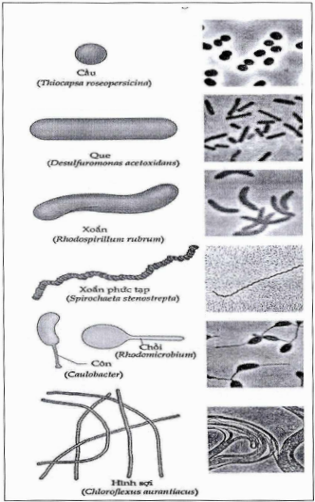 Cầu
(Thiocapsa roseopersicina)
Que
(Desulfuromonas acetoxidans)
Xoắn
(Rhodospirillum rubrum)
Xoắn phức tạp
(Spirochaeta stenostrepta)
Chồi
(Rhodomicrobium)
Côn
(Caulobacter)
Hình sợi
(Chloroflexus aurantiacus)